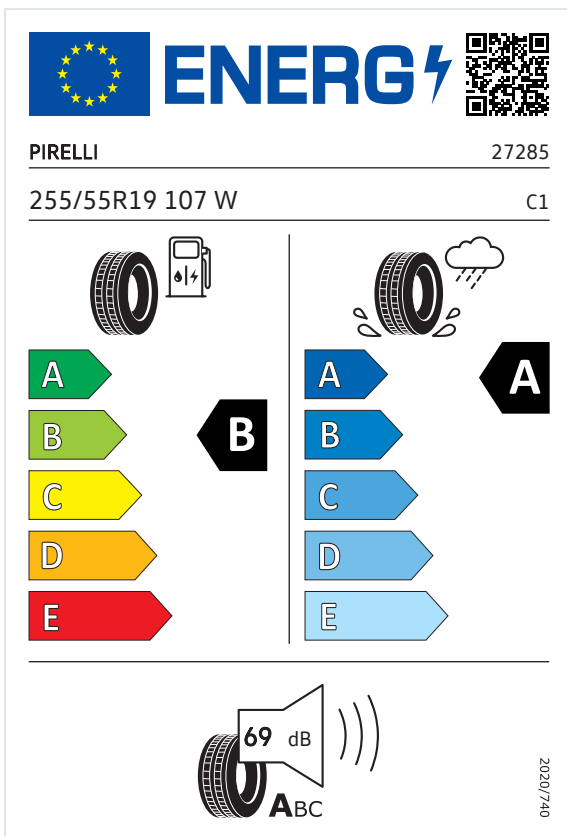 ENERG
PIRELLI
27285
255/55R19 107 W
C1
A
B
C
D
E
B
A
B
C
D
E
A
69 dB
ABC
2020/740